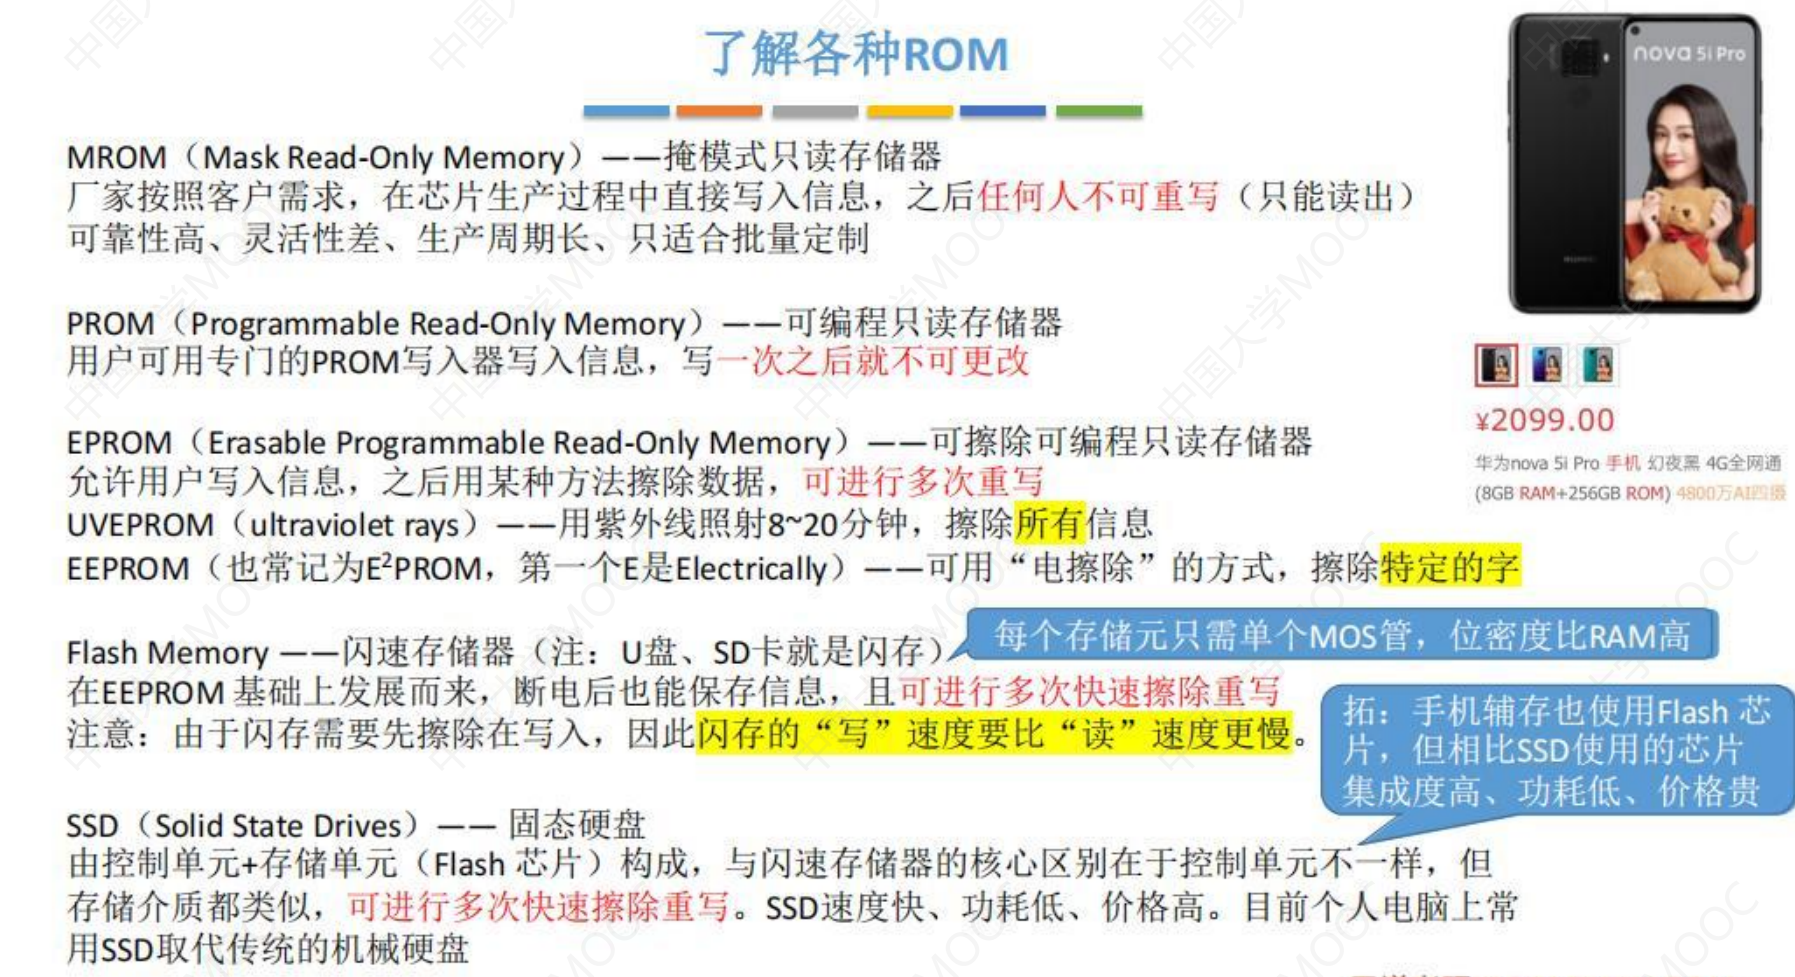 了解各种ROM
nova 5i Pro
MROM（Mask Read-Only Memory）——掩模式只读存储器
厂家按照客户需求，在芯片生产过程中直接写入信息，之后任何人不可重写（只能读出）
可靠性高、灵活性差、生产周期长、只适合批量定制
PROM（Programmable Read-Only Memory）——可编程只读存储器
用户可用专门的PROM写入器写入信息，写一次之后就不可更改
¥2099.00
华为nova 5i Pro 手机 幻夜黑 4G全网通
(8GB RAM+256GB ROM) 4800万AI四摄
EPROM（Erasable Programmable Read-Only Memory）——可擦除可编程只读存储器
允许用户写入信息，之后用某种方法擦除数据，可进行多次重写
UVEPROM（ultraviolet rays）——用紫外线照射8~20分钟，擦除所有信息
EEPROM（也常记为E²PROM，第一个E是Electrically）——可用“电擦除”的方式，擦除特定的字
Flash Memory ——闪速存储器（注：U盘、SD卡就是闪存）
每个存储元只需单个MOS管，位密度比RAM高
在EEPROM 基础上发展而来，断电后也能保存信息，且可进行多次快速擦除重写
注意：由于闪存需要先擦除在写入，因此闪存的“写”速度要比“读”速度更慢。
拓：手机辅存也使用Flash 芯
片，但相比SSD使用的芯片
集成度高、功耗低、价格贵
SSD（Solid State Drives）—— 固态硬盘
由控制单元+存储单元（Flash 芯片）构成，与闪速存储器的核心区别在于控制单元不一样，但
存储介质都类似，可进行多次快速擦除重写。SSD速度快、功耗低、价格高。目前个人电脑上常
用SSD取代传统的机械硬盘
中国大学MOOC